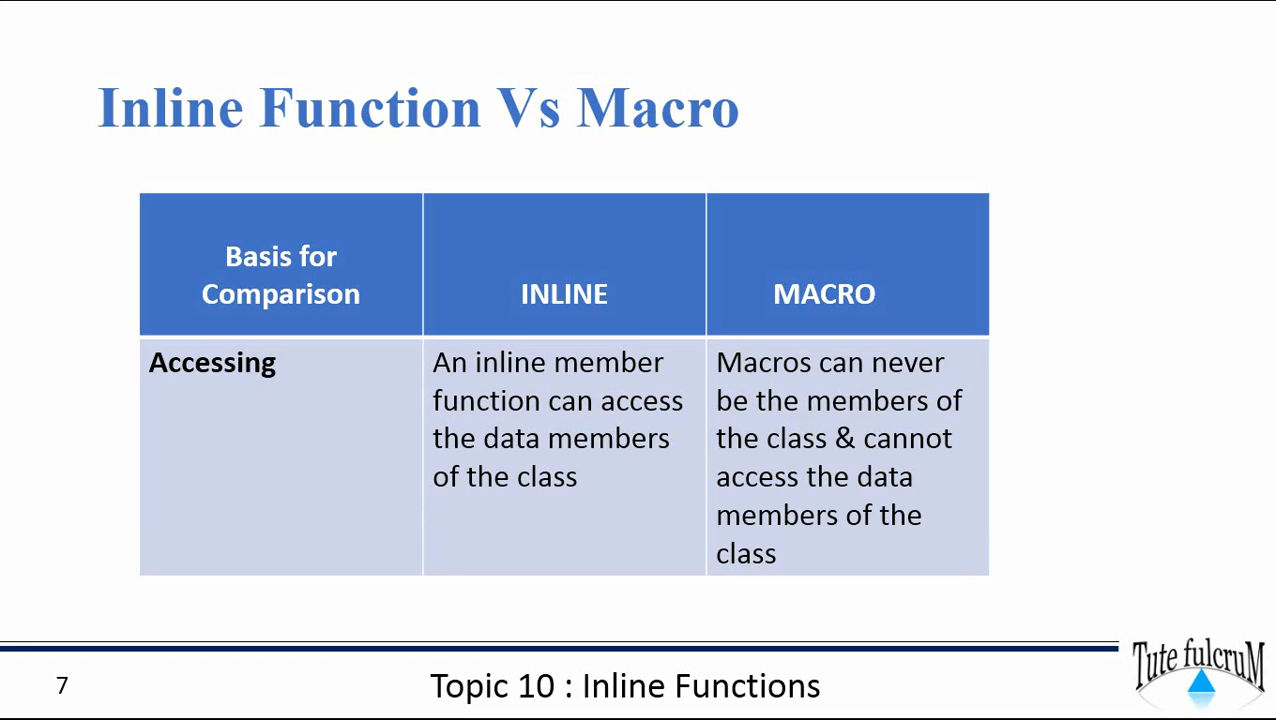 Inline Function Vs Macro
Basis for
Comparison
INLINE
MACRO
Accessing
An inline member
function can access
the data members
of the class
Macros can never
be the members of
the class & cannot
access the data
members of the
class
7
Topic 10 : Inline Functions
Tute fulcruM